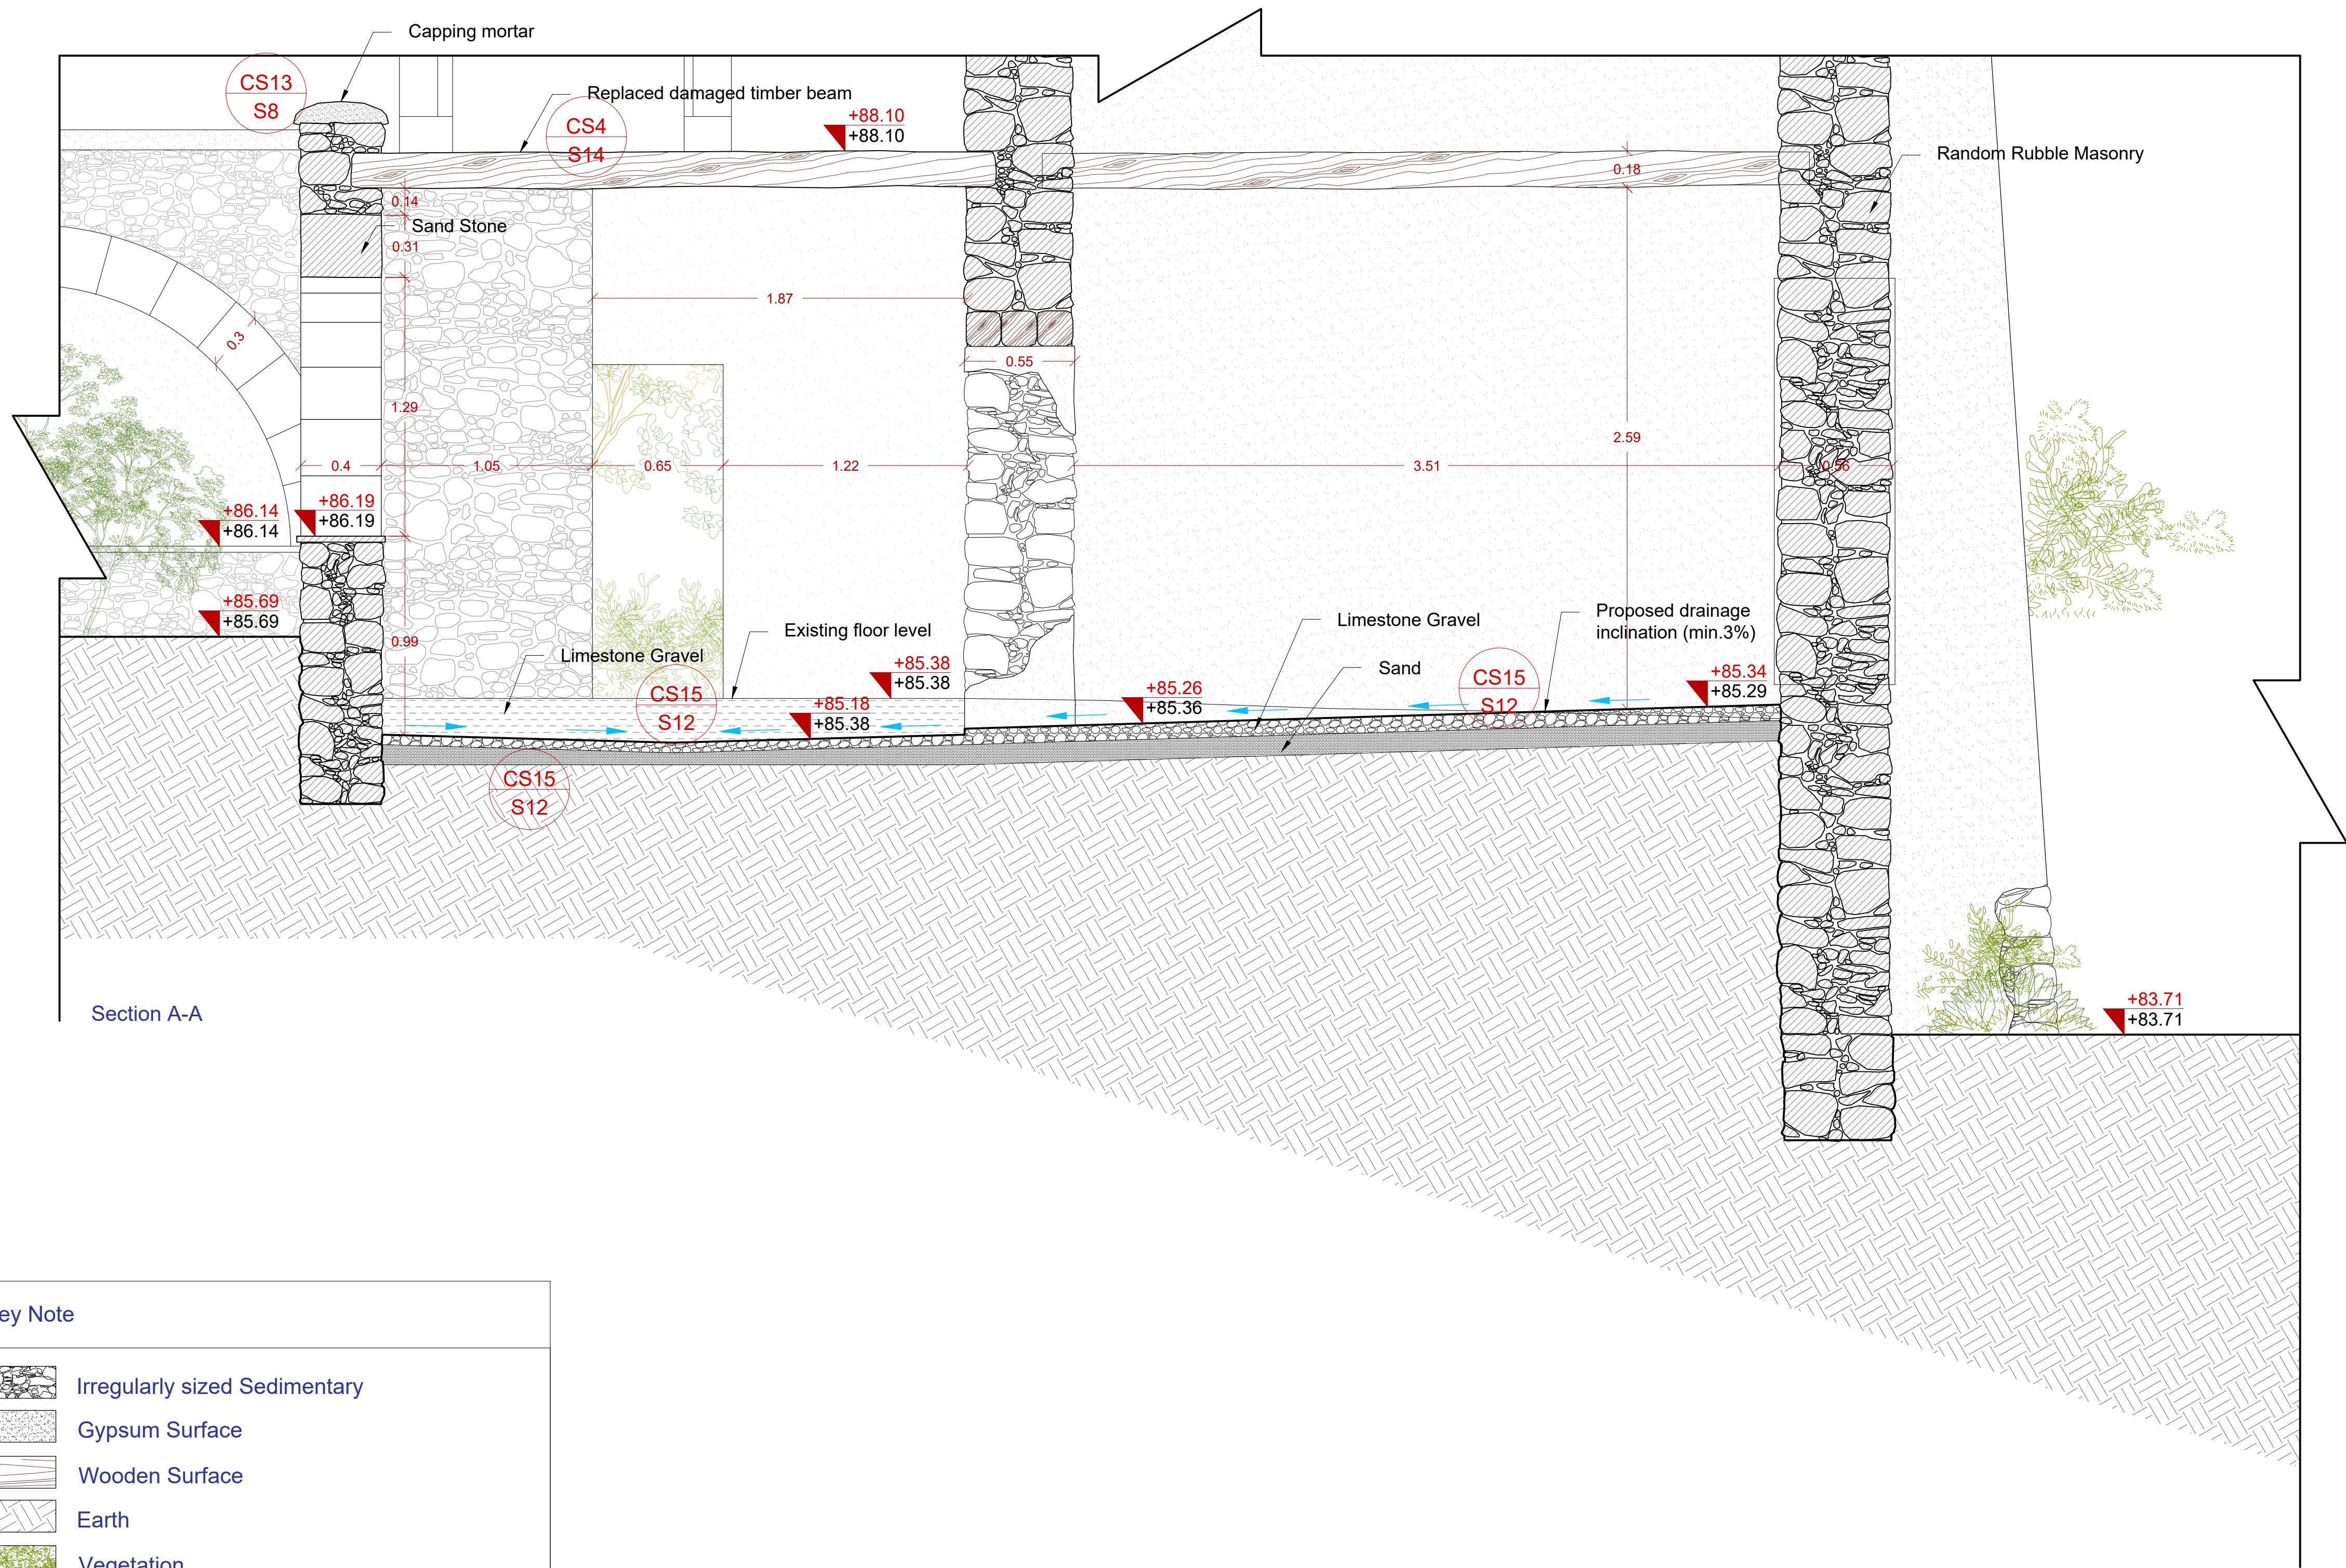 Capping mortar
CS13
S8
Replaced damaged timber beam
CS4
S14
+88.10
+88.10
Random Rubble Masonry
0.18
0.14
Sand Stone
0.31
1.87
0.3
0.55
1.29
2.59
0.4
1.05
0.65
1.22
3.51
0.56
+86.14
+86.14
+86.19
+86.19
+85.69
+85.69
0.99
Existing floor level
Limestone Gravel
Limestone Gravel
Proposed drainage
inclination (min.3%)
Sand
+85.38
+85.38
CS15
S12
+85.18
+85.38
+85.26
+85.36
CS15
S12
+85.34
+85.29
CS15
S12
Section A-A
+83.71
+83.71
ey Note
Irregularly sized Sedimentary
Gypsum Surface
Wooden Surface
Earth
Vegetation